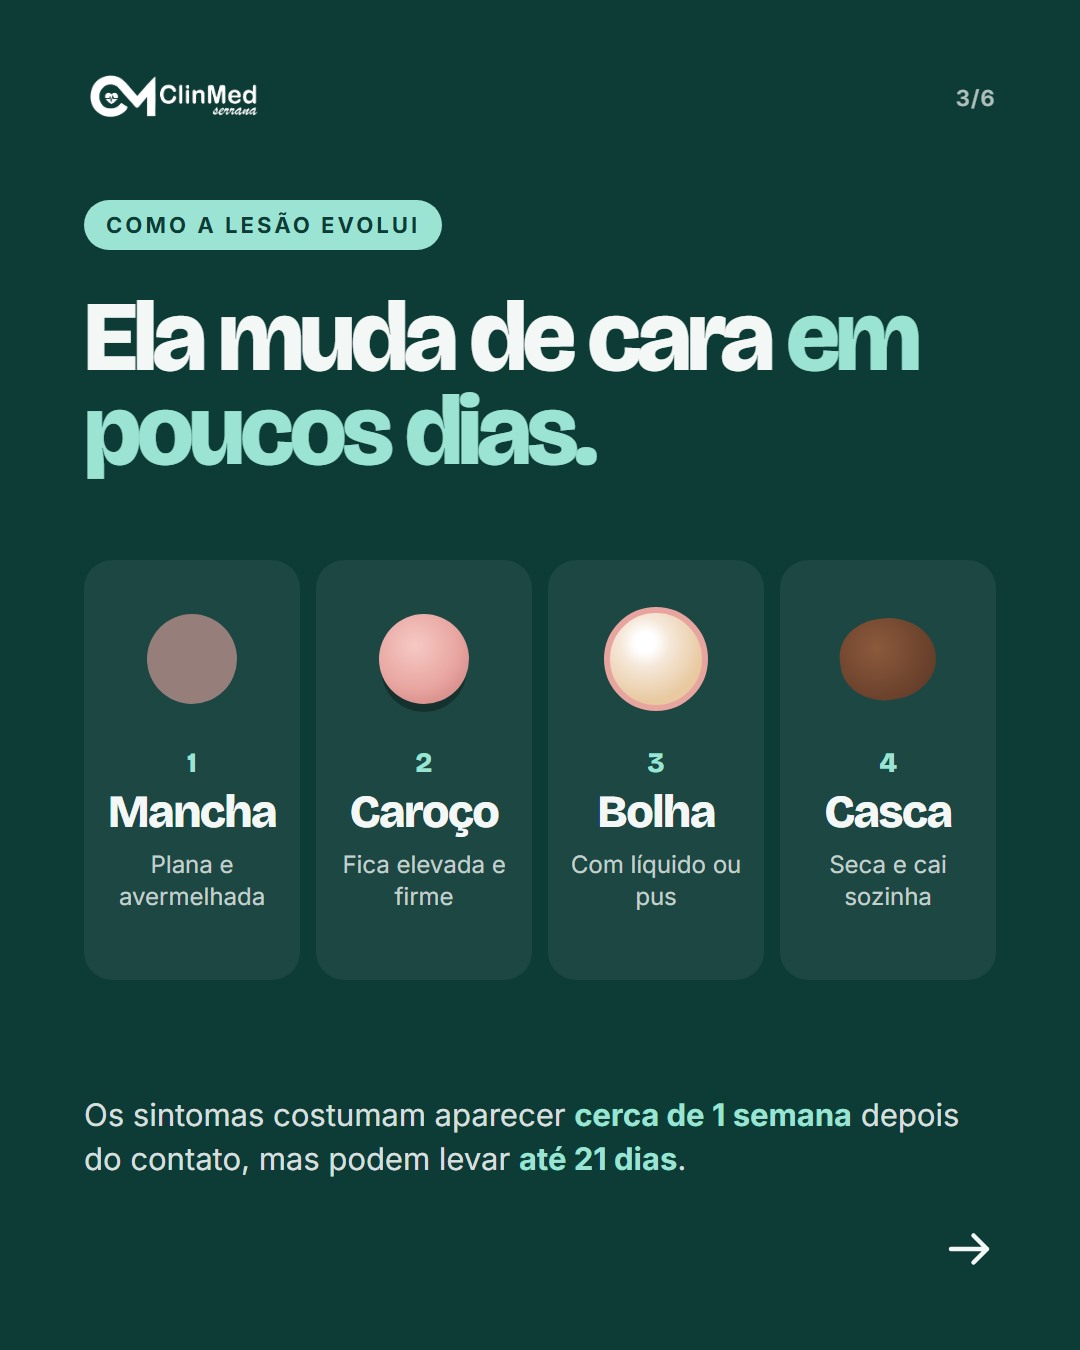 CM ClinMed
serrana
3/6
COMO A LESÃO EVOLUI
Ela muda de cara em
poucos dias.
1
Mancha
Plana e
avermelhada
2
Caroço
Fica elevada e
firme
3
Bolha
Com líquido ou
pus
4
Casca
Seca e cai
sozinha
Os sintomas costumam aparecer cerca de 1 semana depois
do contato, mas podem levar até 21 dias.